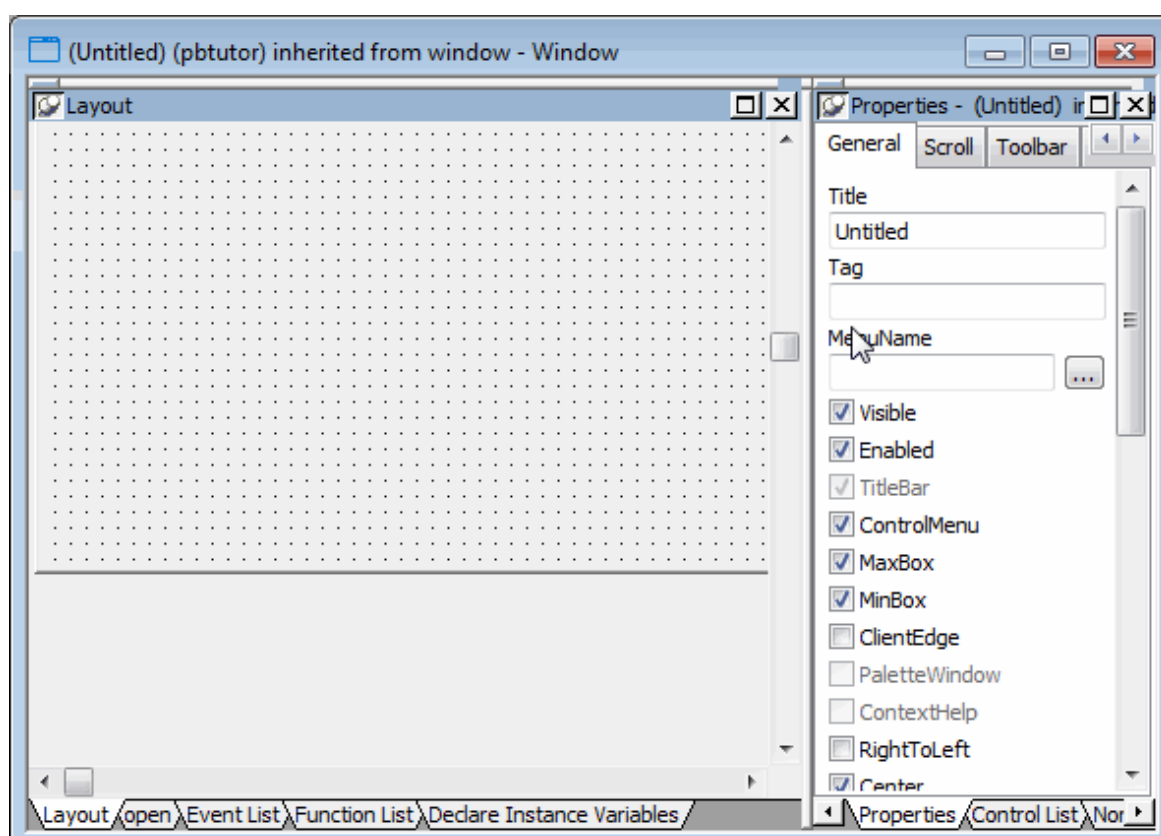 (Untitled) (pbtutor) inherited from window - Window
Layout
Properties - (Untitled) in
General Scroll Toolbar
Title
Untitled
Tag
MenuName
...
Visible
Enabled
TitleBar
ControlMenu
MaxBox
MinBox
ClientEdge
PaletteWindow
ContextHelp
RightToLeft
Center
Layout open Event List Function List Declare Instance Variables
Properties Control List Nor